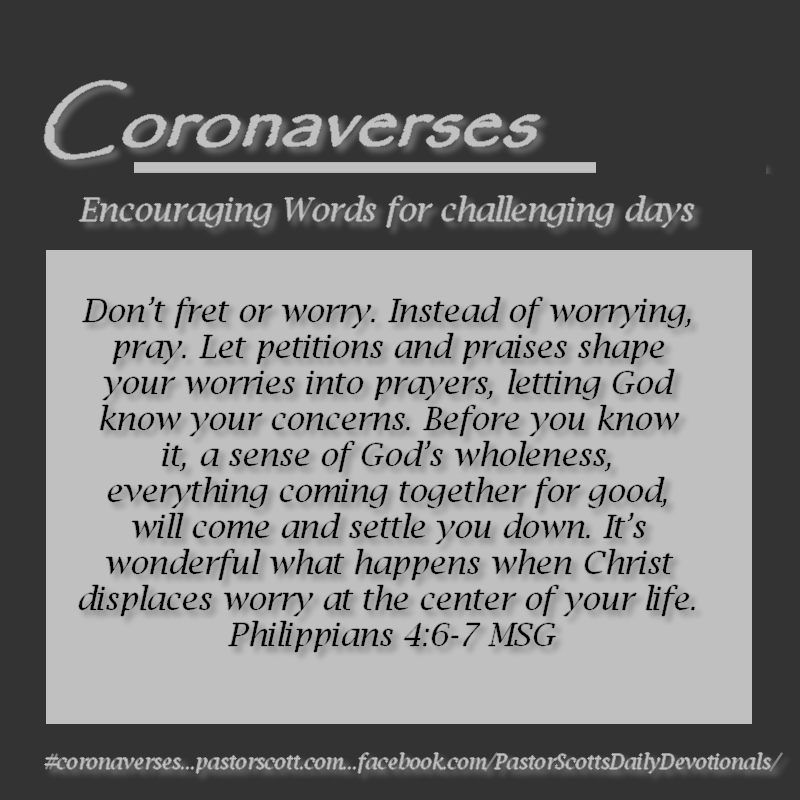 Coronaverses
Encouraging Words for challenging days
Don’t fret or worry. Instead of worrying,
pray. Let petitions and praises shape
your worries into prayers, letting God
know your concerns. Before you know
it, a sense of God’s wholeness,
everything coming together for good,
will come and settle you down. It’s
wonderful what happens when Christ
displaces worry at the center of your life.
Philippians 4:6-7 MSG
#coronaverses...pastorscott.com...facebook.com/PastorScottsDailyDevotionals/